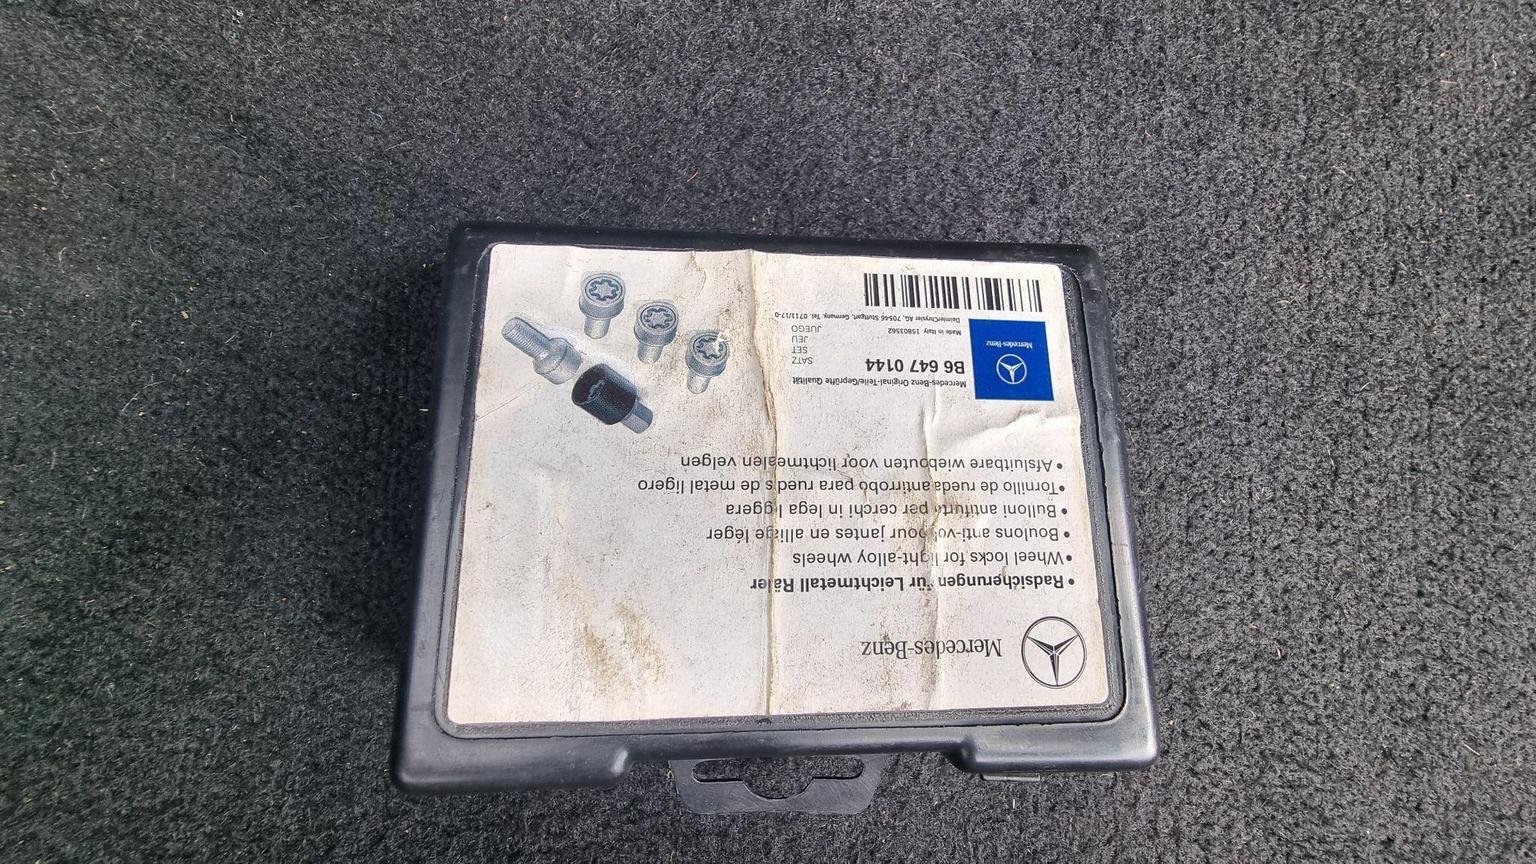 Mercedes-Benz
• Radsicherungen für Leichtmetall Räder
• Wheel locks for light-alloy wheels
• Boulons anti-vol pour jantes en alliage léger
• Bulloni antifurto per cerchi in lega leggera
• Tornillo de rueda antirrobo para ruedas de metal ligero
• Afsluitbare wielbouten voor lichtmetalen velgen
Mercedes-Benz
Mercedes-Benz Original-Teile/Geprüfte Qualität
B6 647 0144
SATZ
SET
JEU
JUEGO
Made in Italy 15803562
DaimlerChrysler AG, 70546 Stuttgart, Germany, Tel. 0711/17-0